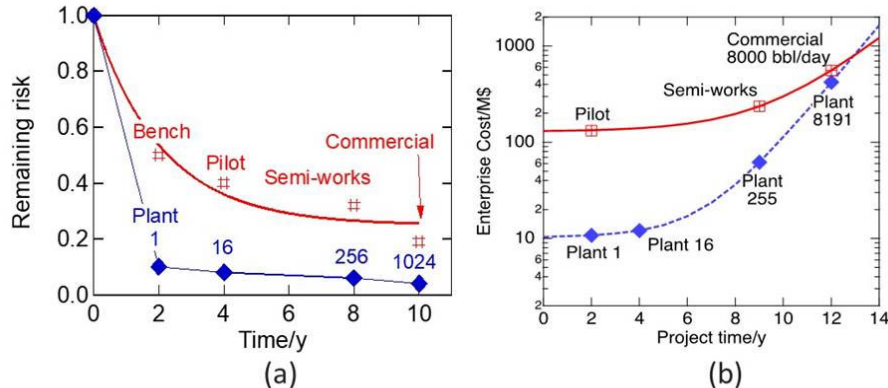 1.0
0.8
0.6
0.4
0.2
0.0
Remaining risk
Bench
Pilot
Semi-works
Commercial
Plant
1
16
256
1024
0 2 4 6 8 10
Time/y
(a)
2
1000
8
6
4
2
100
8
6
4
2
10
8
6
4
2
Enterprise Cost/M$
Commercial
8000 bbl/day
Semi-works
Pilot
Plant
8191
Plant
255
Plant 1
Plant 16
0 2 4 6 8 10 12 14
Project time/y
(b)